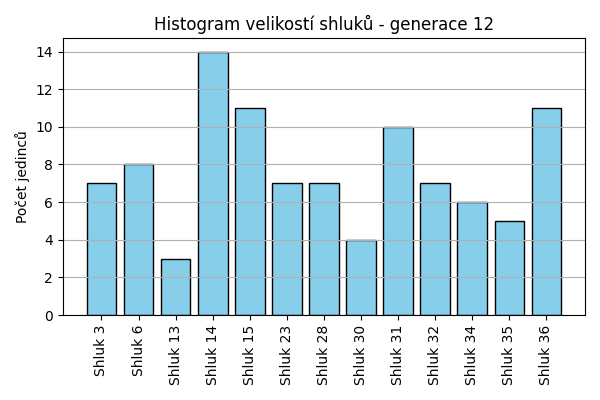 Histogram velikostí shluků - generace 12
Počet jedinců
14
12
10
8
6
4
2
0
Shluk 3
Shluk 6
Shluk 13
Shluk 14
Shluk 15
Shluk 23
Shluk 28
Shluk 30
Shluk 31
Shluk 32
Shluk 34
Shluk 35
Shluk 36